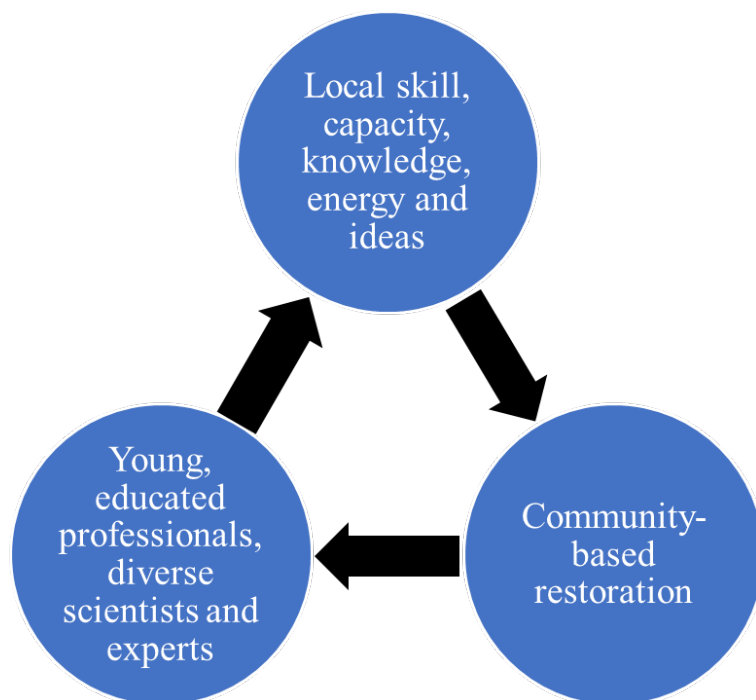 Local skill,
capacity,
knowledge,
energy and
ideas
Community-
based
restoration
Young,
educated
professionals,
diverse
scientists and
experts